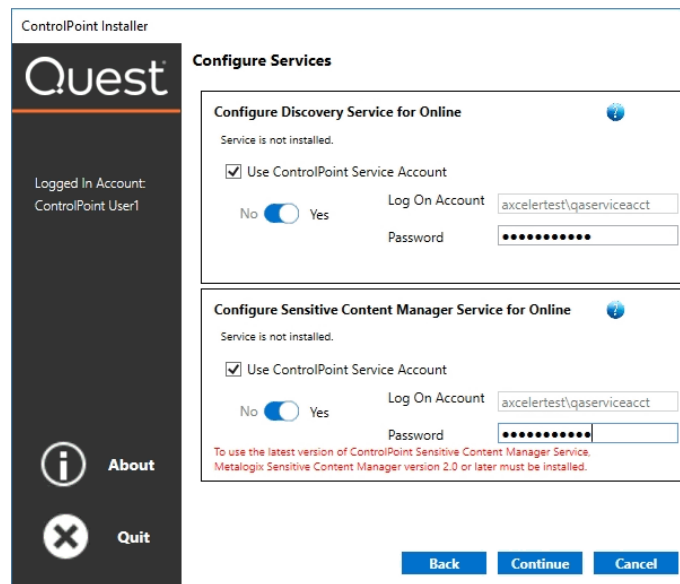 ControlPoint Installer
Quest
Logged In Account:
ControlPoint User1
About
Quit
Configure Services
Configure Discovery Service for Online
Service is not installed.
Use ControlPoint Service Account
No Yes
Log On Account axcelertest\qaserviceacct
Password ●●●●●●●●●●●
Configure Sensitive Content Manager Service for Online
Service is not installed.
Use ControlPoint Service Account
No Yes
Log On Account axcelertest\qaserviceacct
Password ●●●●●●●●●●●
To use the latest version of ControlPoint Sensitive Content Manager Service,
Metalogix Sensitive Content Manager version 2.0 or later must be installed.
Back Continue Cancel